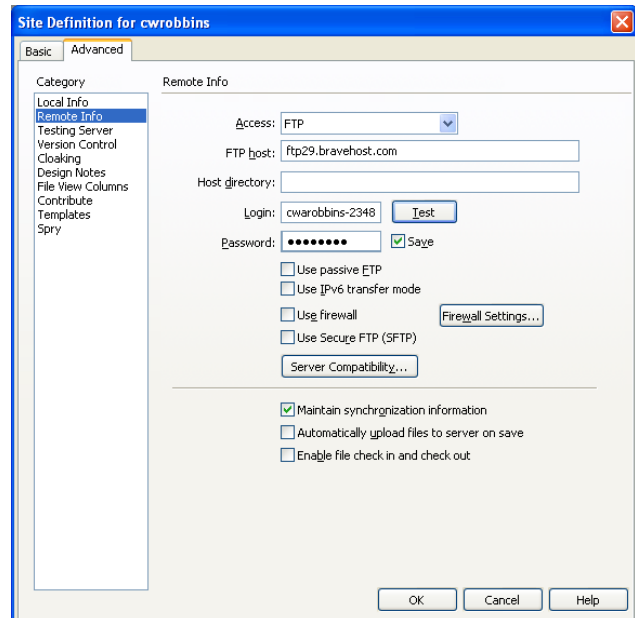 Site Definition for cwrobbins
Basic Advanced
Category
Local Info
Remote Info
Testing Server
Version Control
Cloaking
Design Notes
File View Columns
Contribute
Templates
Spry
Remote Info
Access: FTP
FTP host: ftp29.bravehost.com
Host directory:
Login: cwarobbins-2348 Test
Password: ●●●●●●●● Save
Use passive FTP
Use IPv6 transfer mode
Use firewall Firewall Settings...
Use Secure FTP (SFTP)
Server Compatibility...
Maintain synchronization information
Automatically upload files to server on save
Enable file check in and check out
OK Cancel Help